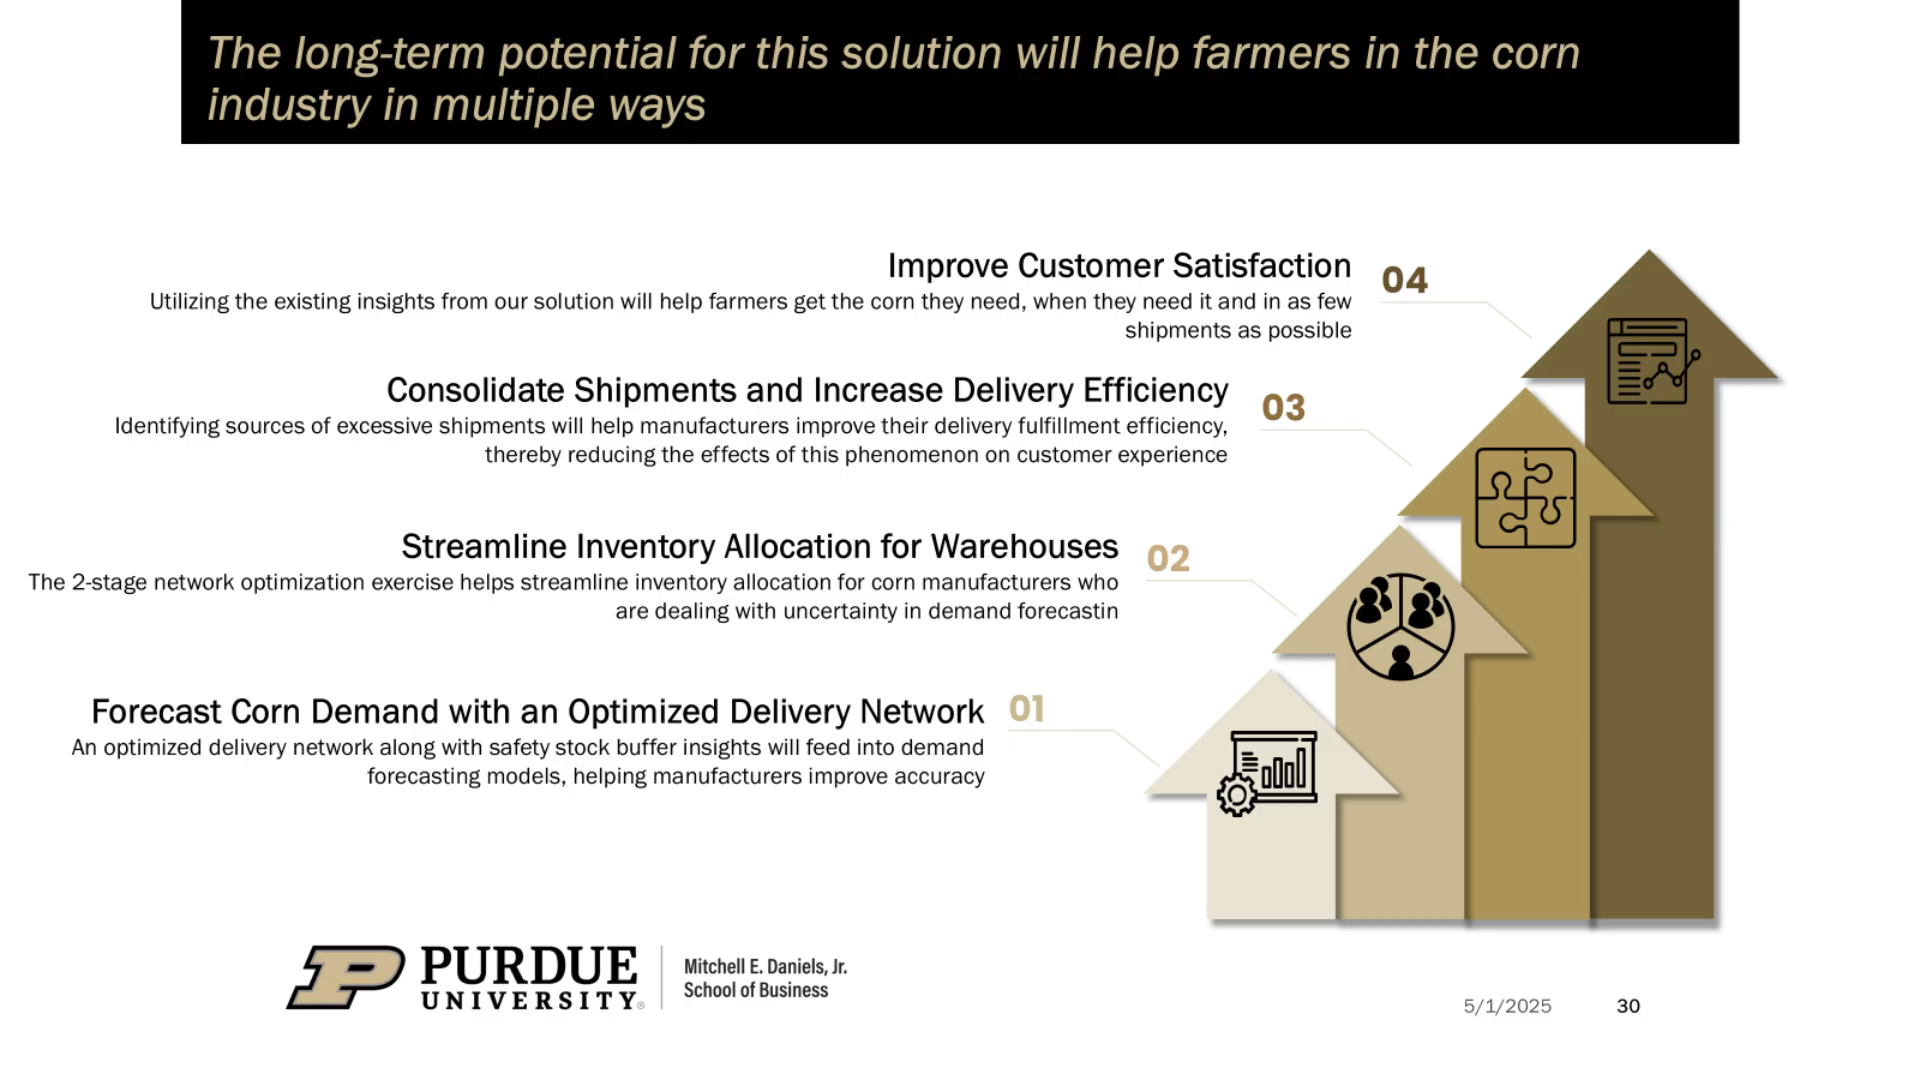 The long-term potential for this solution will help farmers in the corn
industry in multiple ways
Improve Customer Satisfaction
04
Utilizing the existing insights from our solution will help farmers get the corn they need, when they need it and in as few
shipments as possible
Consolidate Shipments and Increase Delivery Efficiency
03
Identifying sources of excessive shipments will help manufacturers improve their delivery fulfillment efficiency,
thereby reducing the effects of this phenomenon on customer experience
Streamline Inventory Allocation for Warehouses
02
The 2-stage network optimization exercise helps streamline inventory allocation for corn manufacturers who
are dealing with uncertainty in demand forecastin
Forecast Corn Demand with an Optimized Delivery Network
01
An optimized delivery network along with safety stock buffer insights will feed into demand
forecasting models, helping manufacturers improve accuracy
P
PURDUE
UNIVERSITY®
Mitchell E. Daniels, Jr.
School of Business
5/1/2025
30